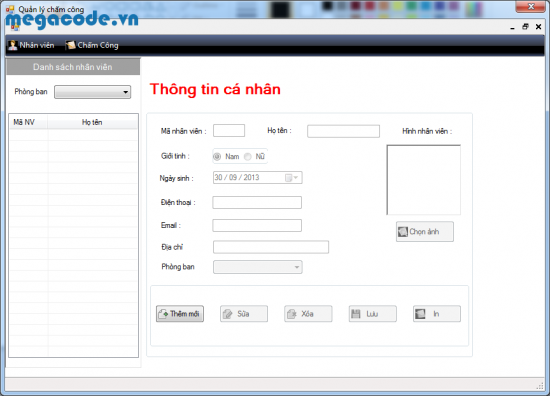 Quản lý chấm công
megacode.vn
Nhân viên Chấm Công
Danh sách nhân viên
Phòng ban
Mã NV Họ tên
Thông tin cá nhân
Mã nhân viên : Họ tên : Hình nhân viên :
Giới tính : Nam Nữ
Ngày sinh : 30 / 09 / 2013
Điện thoại :
Chọn ảnh
Email :
Địa chỉ
Phòng ban
Thêm mới Sửa Xóa Lưu In